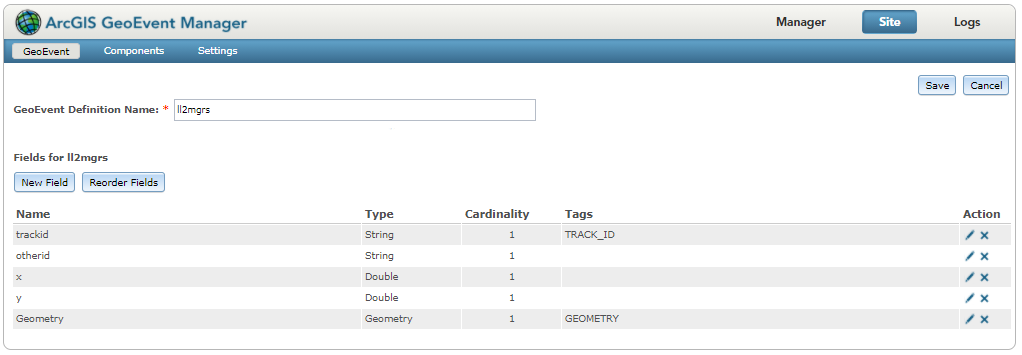 ArcGIS GeoEvent Manager Manager Site Logs
GeoEvent Components Settings
Save Cancel
GeoEvent Definition Name: * ll2mgrs
Fields for ll2mgrs
New Field Reorder Fields
Name Type Cardinality Tags Action
trackid String 1 TRACK_ID
otherid String 1
x Double 1
y Double 1
Geometry Geometry 1 GEOMETRY